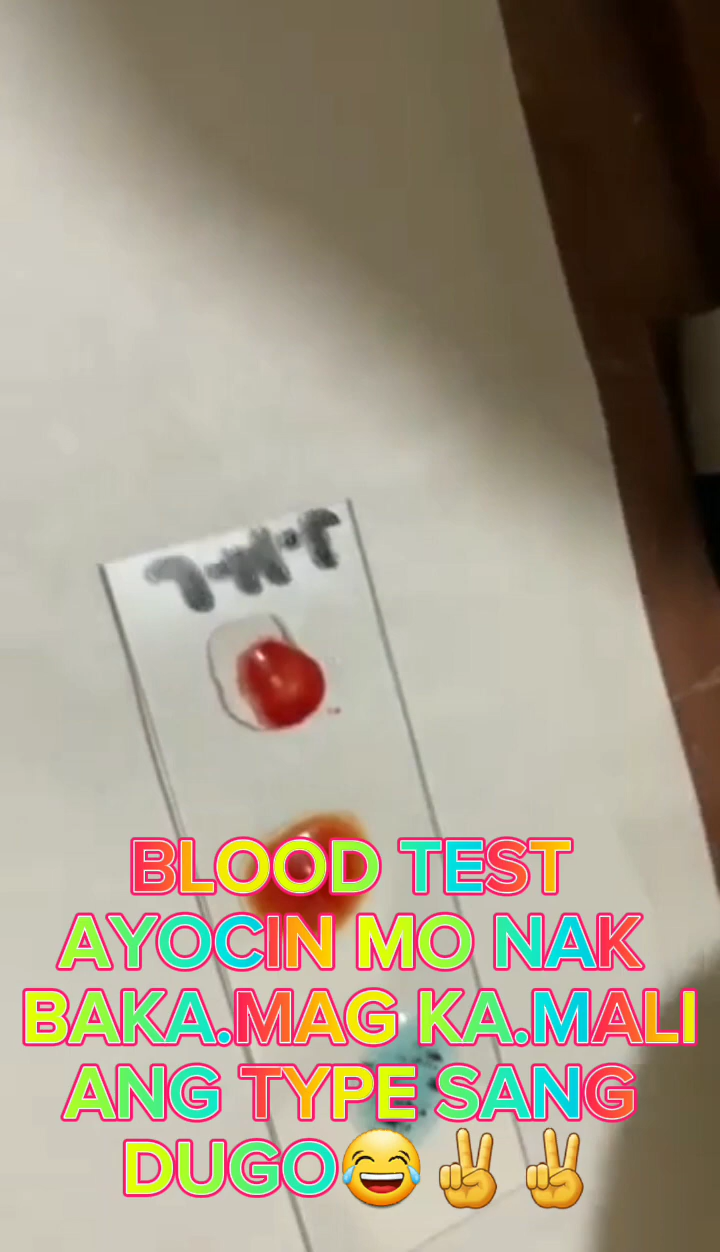 BLOOD TEST
AYOCIN MO NAK
BAKA.MAG KA.MALI
ANG TYPE SANG
DUGO😂✌✌